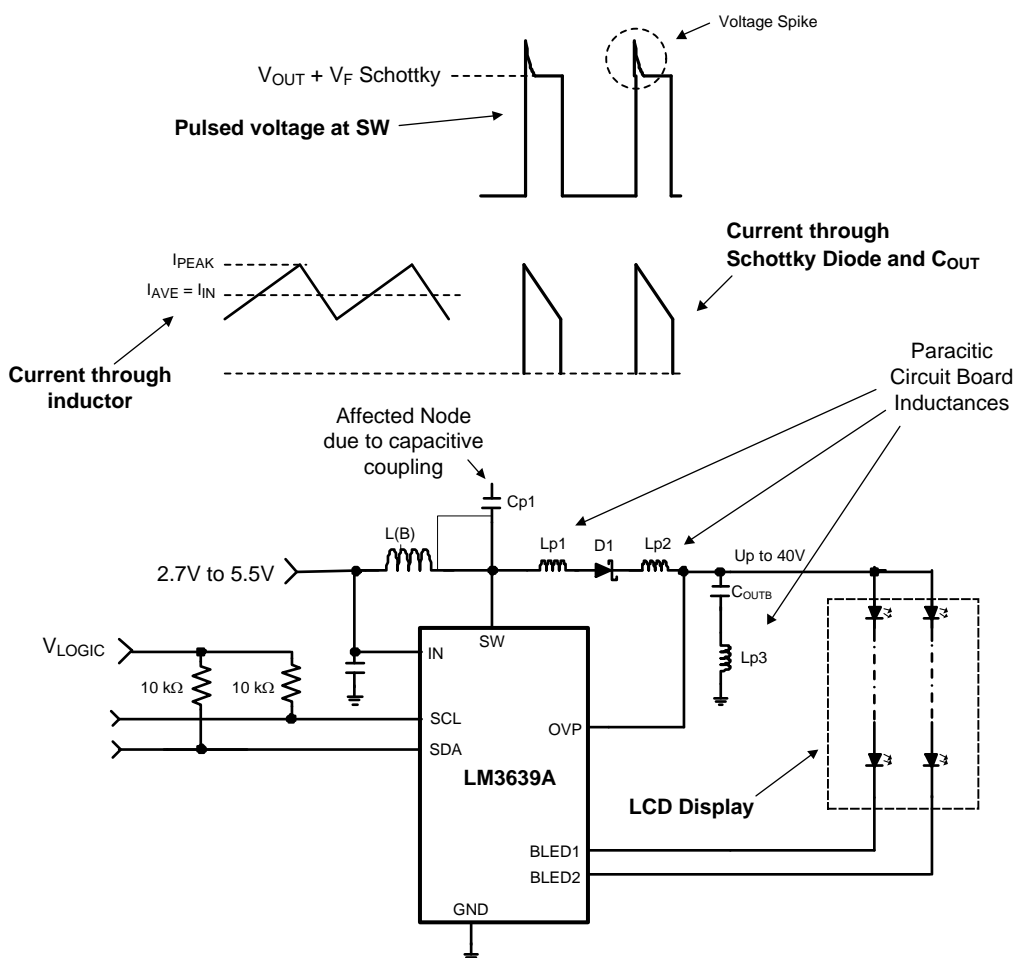 Voltage Spike
VOUT + VF Schottky
Pulsed voltage at SW
Current through
Schottky Diode and COUT
IPEAK
IAVE = IIN
Current through
inductor
Paracitic
Circuit Board
Inductances
Affected Node
due to capacitive
coupling
Cp1
L(B)
Lp1
D1
Lp2
Up to 40V
2.7V to 5.5V
COUTB
SW
VLOGIC
IN
Lp3
10 kΩ
10 kΩ
SCL
OVP
SDA
LM3639A
LCD Display
BLED1
BLED2
GND